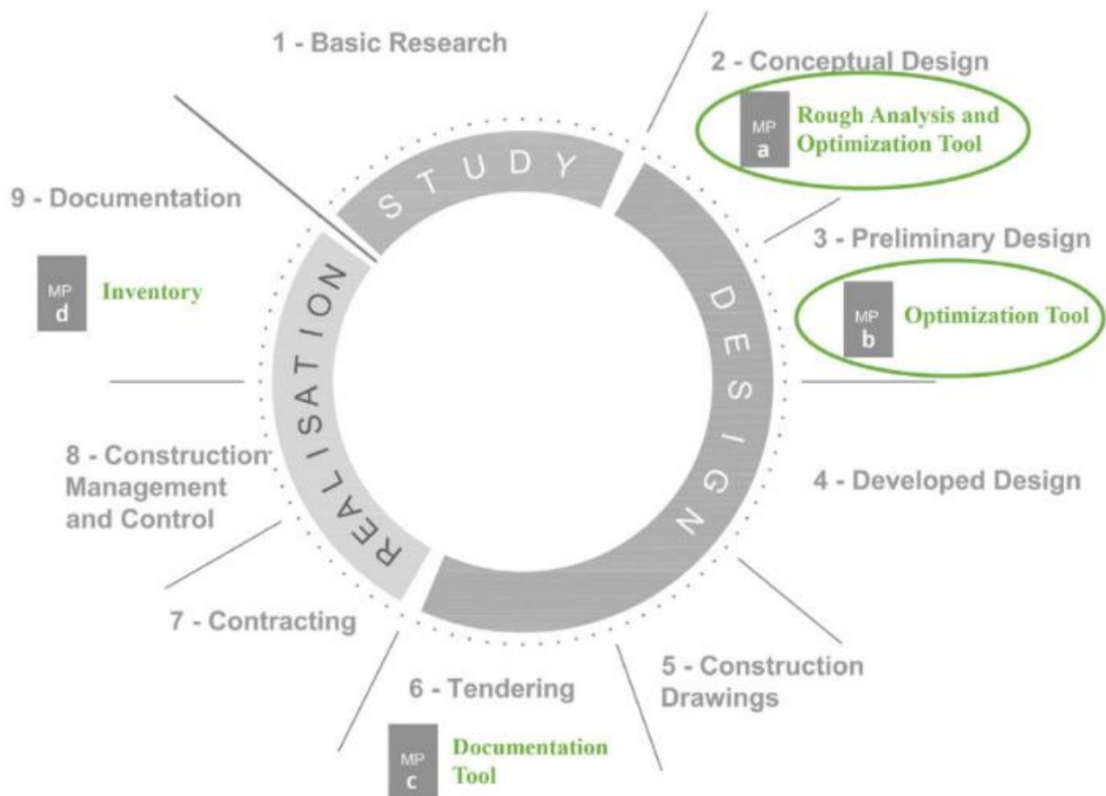 1 - Basic Research
STUDY
2 - Conceptual Design
MP
a
Rough Analysis and
Optimization Tool
3 - Preliminary Design
MP
b
Optimization Tool
DESIGN
4 - Developed Design
5 - Construction
Drawings
6 - Tendering
MP
c
Documentation
Tool
7 - Contracting
REALISATION
8 - Construction
Management
and Control
9 - Documentation
MP
d
Inventory